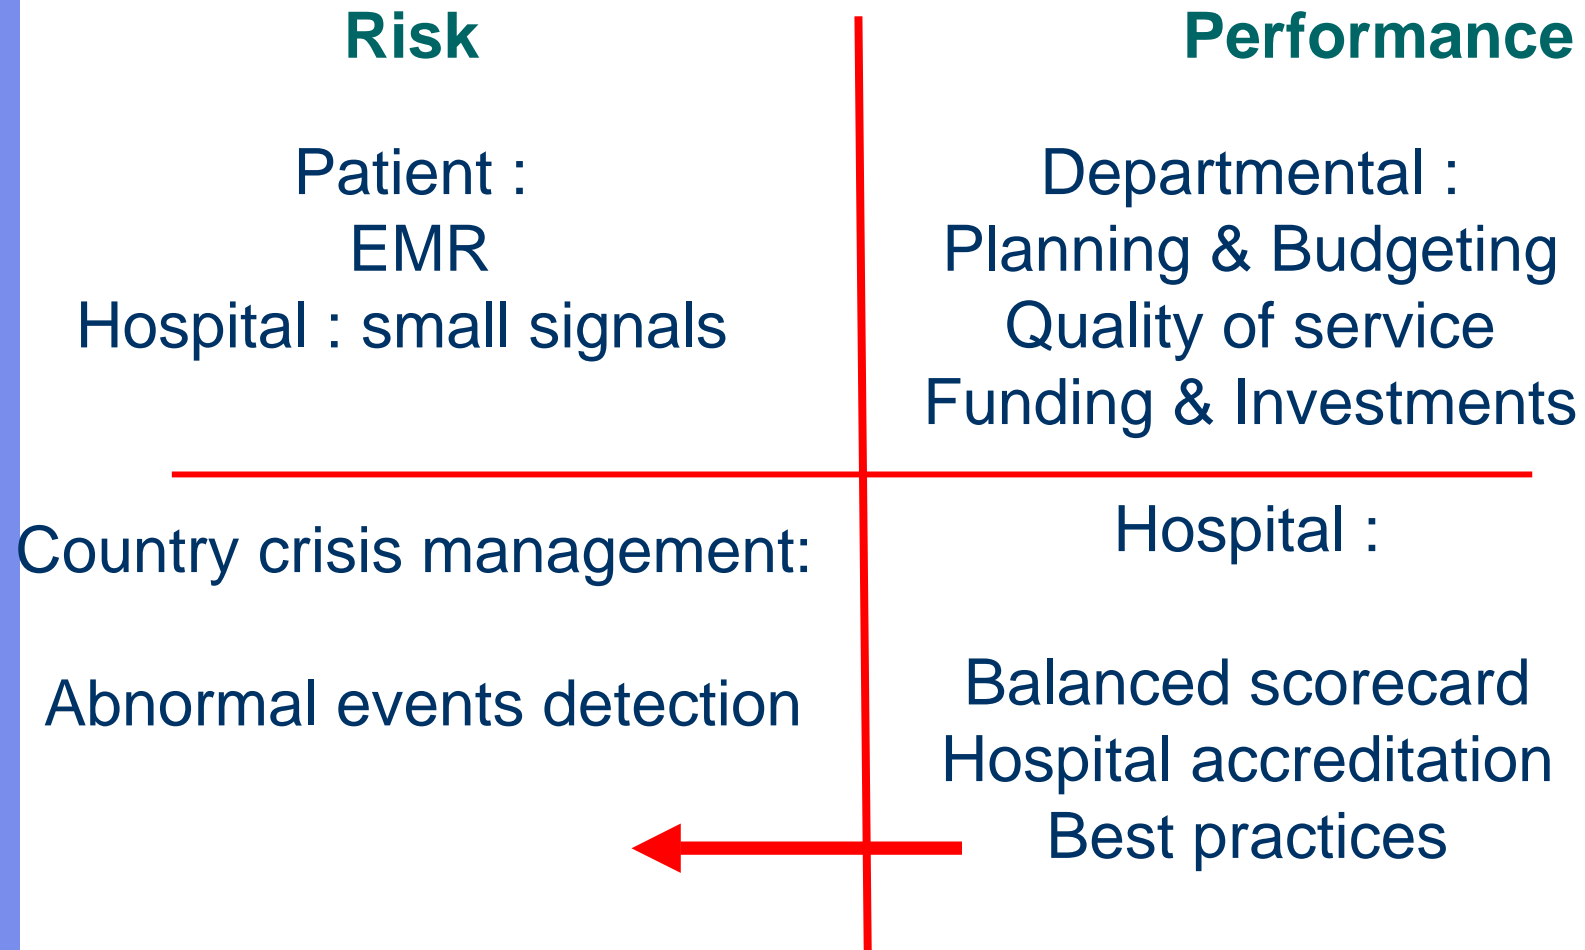 Risk
Performance
Patient :
EMR
Hospital : small signals
Departmental :
Planning & Budgeting
Quality of service
Funding & Investments
Country crisis management:
Abnormal events detection
Hospital :
Balanced scorecard
Hospital accreditation
Best practices